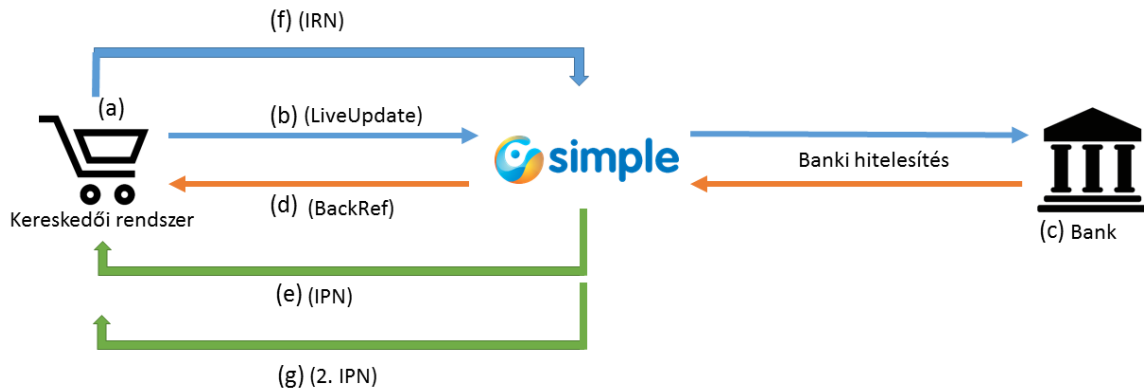 (f) (IRN)
(a)
(b) (LiveUpdate)
simple
Banki hitelesítés
(d) (BackRef)
Kereskedői rendszer
(c) Bank
(e) (IPN)
(g) (2. IPN)